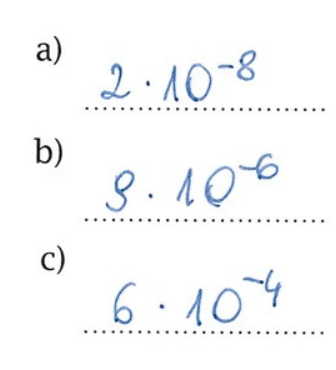 a) 2 · 10⁻⁸
b) 9 · 10⁻⁶
c) 6 · 10⁻⁴